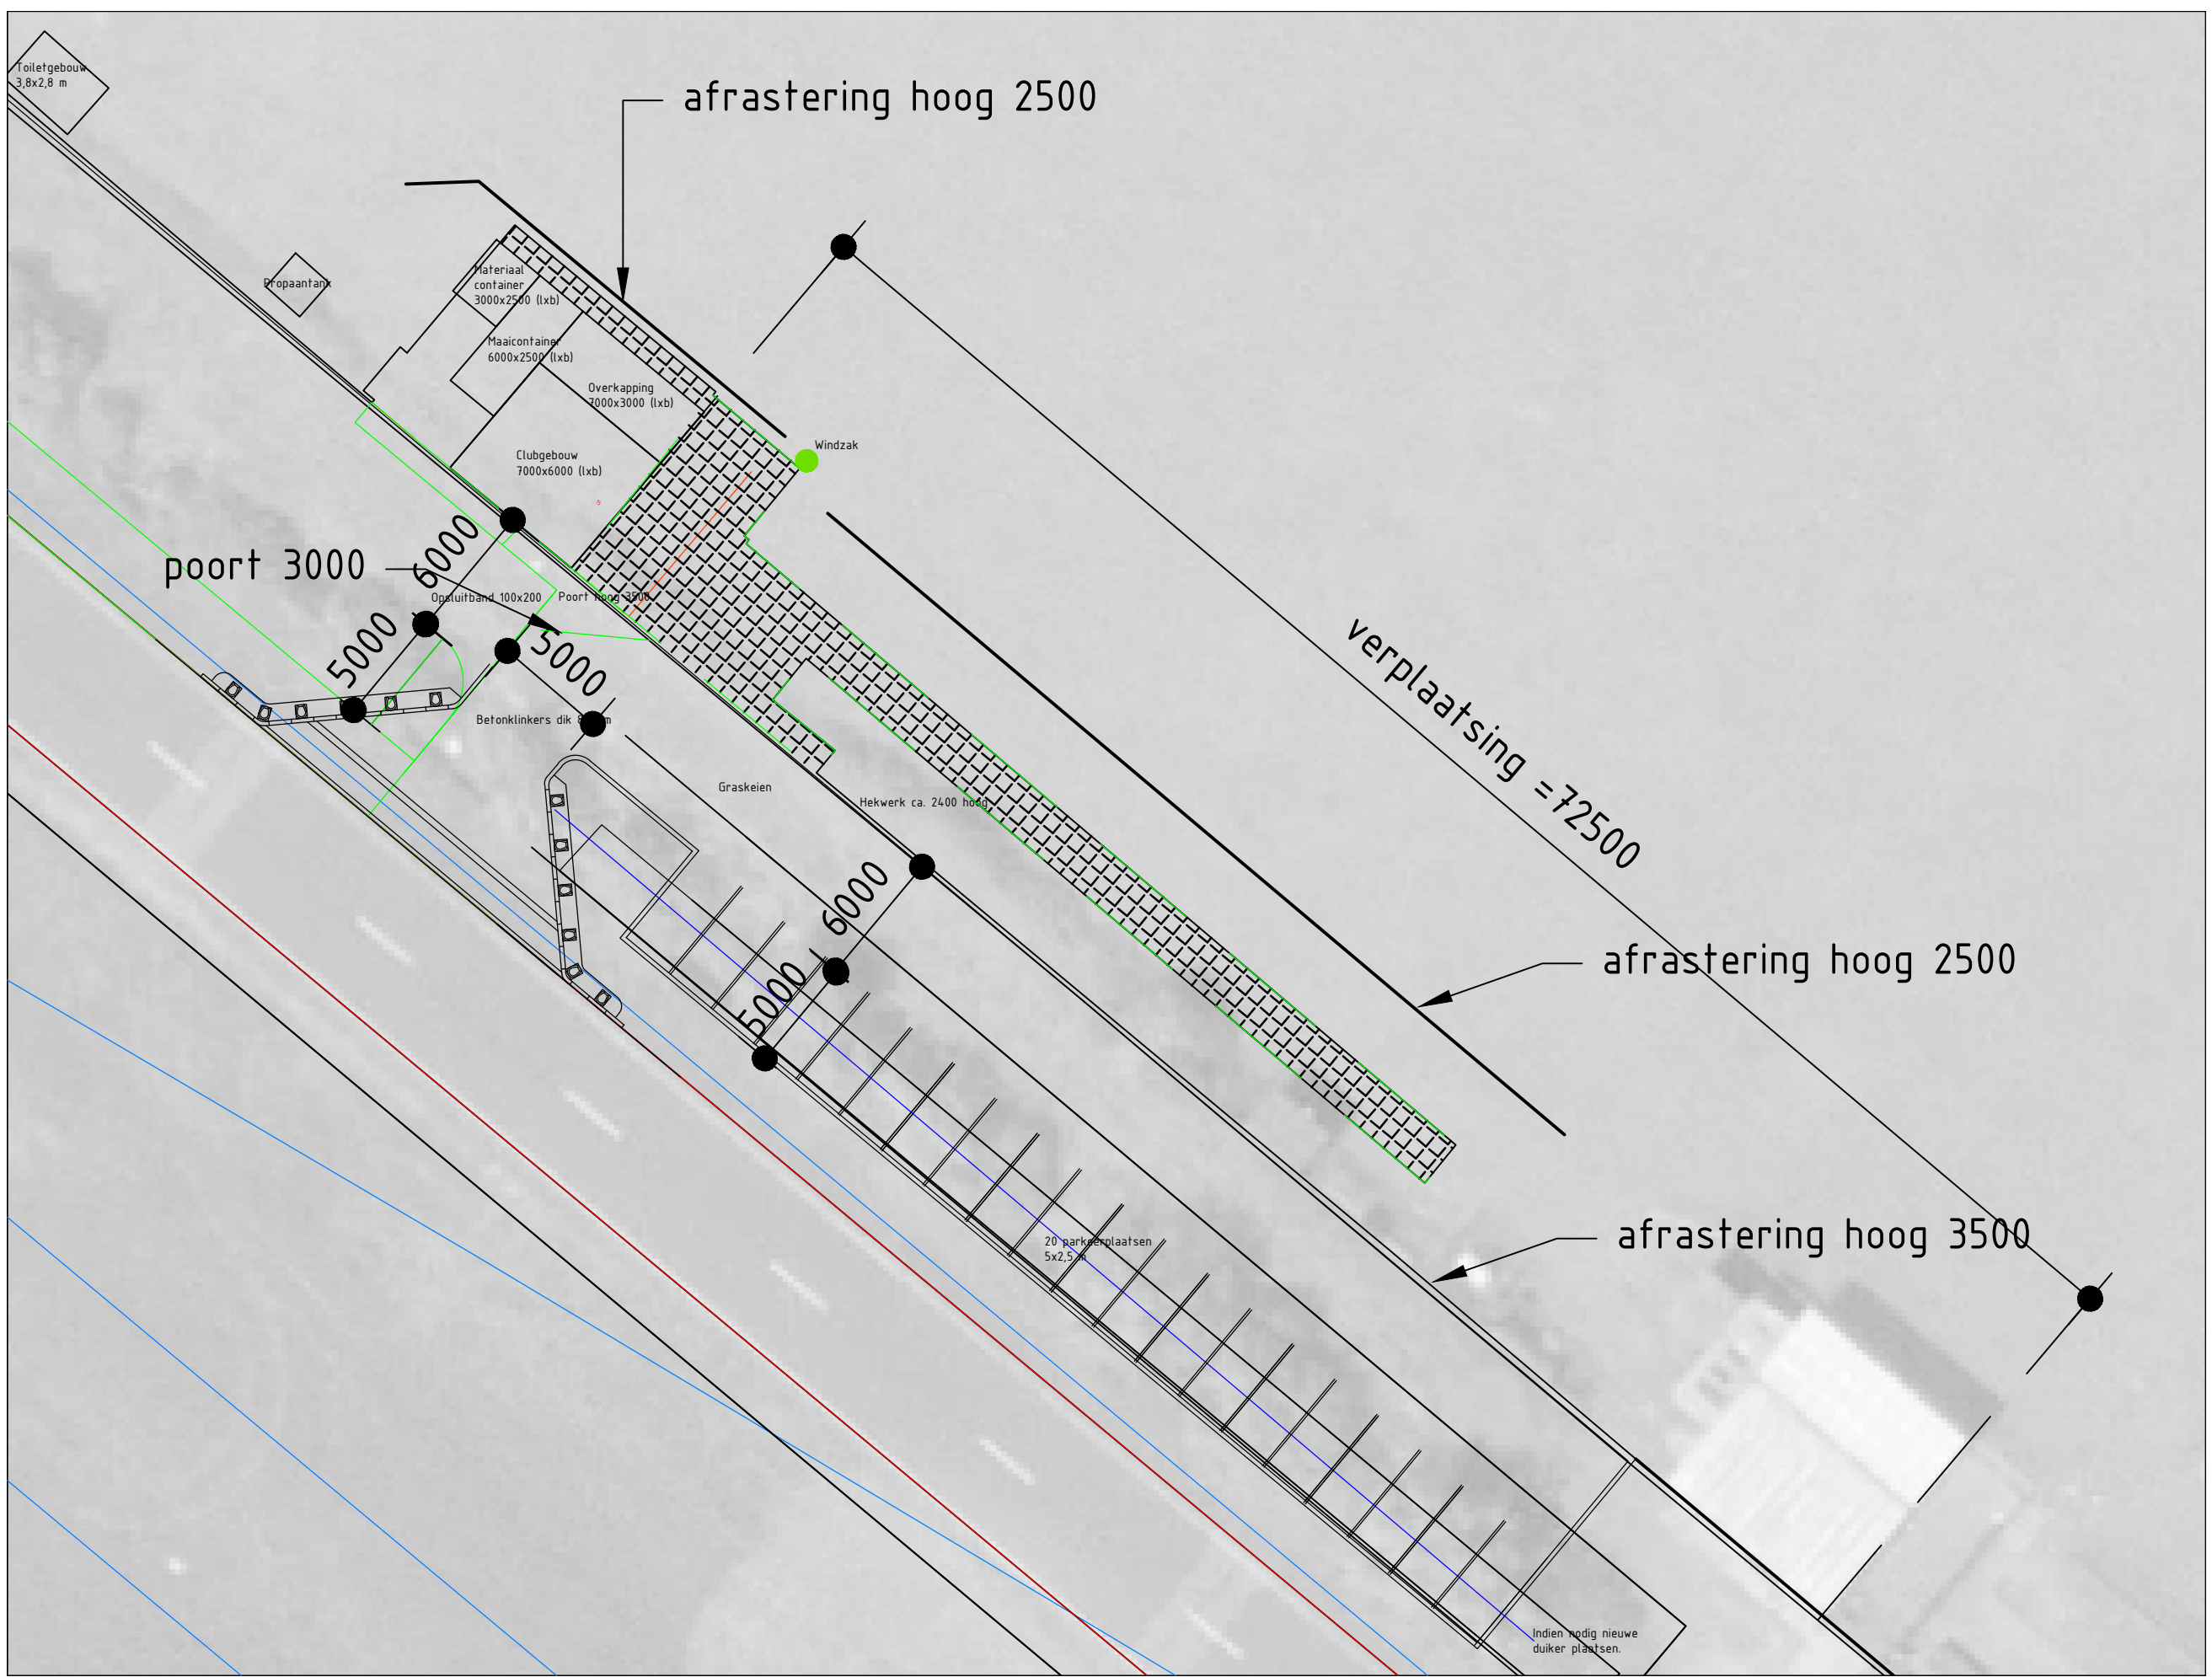 Toiletgebouw
3,8x2,8 m
afrastering hoog 2500
Propaantank
Materiaal
container
3000x2500 (lxb)
Maaicontainer
6000x2500 (lxb)
Overkapping
7000x3000 (lxb)
Windzak
Clubgebouw
7000x6000 (lxb)
6000
poort 3000
Opsluitband 100x200
Poort hoog 3500
5000
5000
verplaatsing =72500
Betonklinkers dik
Graskeien
Hekwerk ca. 2400 hoog
6000
5000
afrastering hoog 2500
afrastering hoog 3500
20 parkeerplaatsen
5x2,5 m
Indien nodig nieuwe
duiker plaatsen.